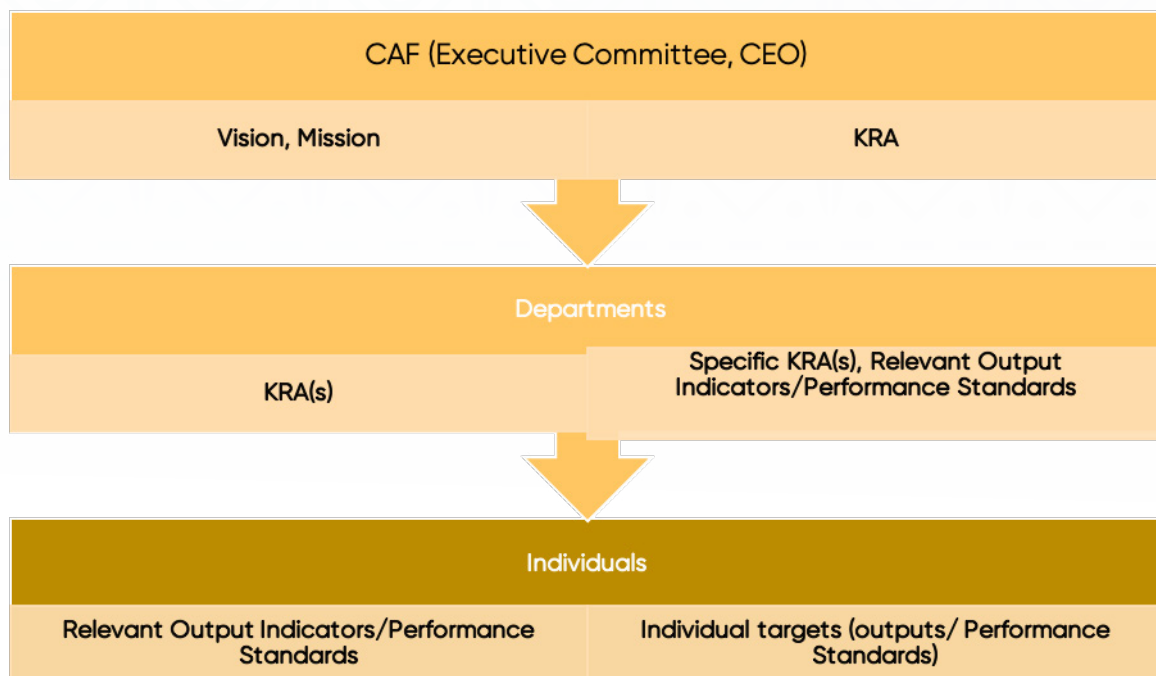 CAF (Executive Committee, CEO)
Vision, Mission
KRA
Departments
KRA(s)
Specific KRA(s), Relevant Output
Indicators/Performance Standards
Individuals
Relevant Output Indicators/Performance
Standards
Individual targets (outputs/ Performance
Standards)